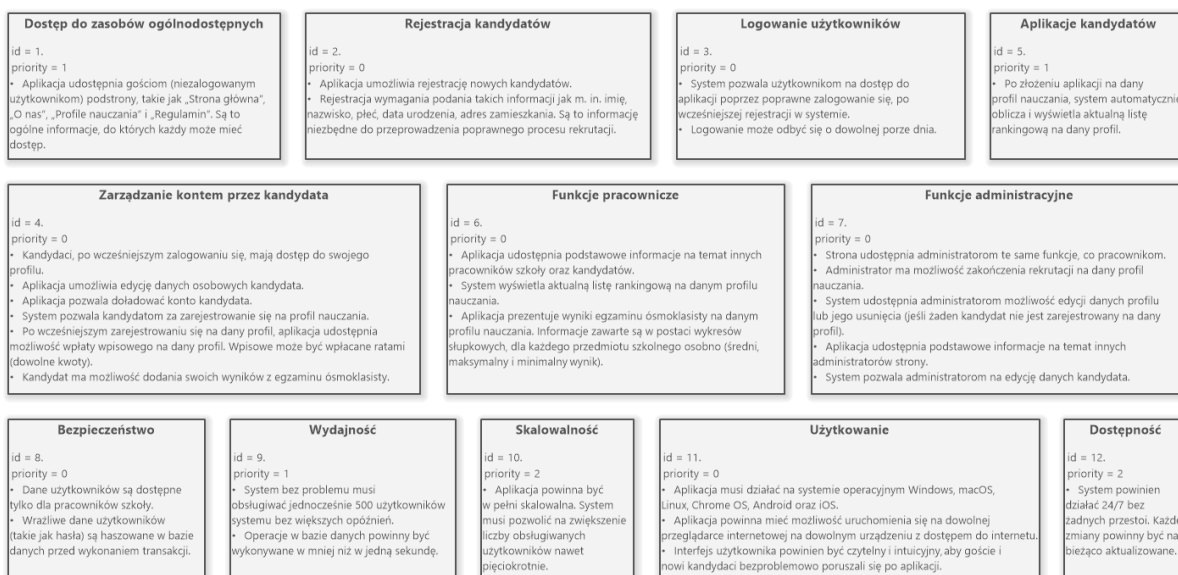 Dostęp do zasobów ogólnodostępnych
id = 1.
priority = 1
• Aplikacja udostępnia gościom (niezalogowanym
użytkownikom) podstrony, takie jak „Strona główna”,
„O nas”, „Profile nauczania” i „Regulamin”. Są to
ogólne informacje, do których każdy może mieć
dostęp.
Rejestracja kandydatów
id = 2.
priority = 0
• Aplikacja umożliwia rejestrację nowych kandydatów.
• Rejestracja wymagania podania takich informacji jak m. in. imię,
nazwisko, płeć, data urodzenia, adres zamieszkania. Są to informację
niezbędne do przeprowadzenia poprawnego procesu rekrutacji.
Logowanie użytkowników
id = 3.
priority = 0
• System pozwala użytkownikom na dostęp do
aplikacji poprzez poprawne zalogowanie się, po
wcześniejszej rejestracji w systemie.
• Logowanie może odbyć się o dowolnej porze dnia.
Aplikacje kandydatów
id = 5.
priority = 1
• Po złożeniu aplikacji na dany
profil nauczania, system automatycznie
oblicza i wyświetla aktualną listę
rankingową na dany profil.
Zarządzanie kontem przez kandydata
id = 4.
priority = 0
• Kandydaci, po wcześniejszym zalogowaniu się, mają dostęp do swojego
profilu.
• Aplikacja umożliwia edycję danych osobowych kandydata.
• Aplikacja pozwala doładować konto kandydata.
• System pozwala kandydatom za zarejestrowanie się na profil nauczania.
• Po wcześniejszym zarejestrowaniu się na dany profil, aplikacja udostępnia
możliwość wpłaty wpisowego na dany profil. Wpisowe może być wpłacane ratami
(dowolne kwoty).
• Kandydat ma możliwość dodania swoich wyników z egzaminu ósmoklasisty.
Funkcje pracownicze
id = 6.
priority = 0
• Aplikacja udostępnia podstawowe informacje na temat innych
pracowników szkoły oraz kandydatów.
• System wyświetla aktualną listę rankingową na danym profilu
nauczania.
• Aplikacja prezentuje wyniki egzaminu ósmoklasisty na danym
profilu nauczania. Informacje zawarte są w postaci wykresów
słupkowych, dla każdego przedmiotu szkolnego osobno (średni,
maksymalny i minimalny wynik).
Funkcje administracyjne
id = 7.
priority = 0
• Strona udostępnia administratorom te same funkcje, co pracownikom.
• Administrator ma możliwość zakończenia rekrutacji na dany profil
nauczania.
• System udostępnia administratorom możliwość edycji danych profilu
lub jego usunięcia (jeśli żaden kandydat nie jest zarejestrowany na dany
profil).
• Aplikacja udostępnia podstawowe informacje na temat innych
administratorów strony.
• System pozwala administratorom na edycję danych kandydata.
Bezpieczeństwo
id = 8.
priority = 0
• Dane użytkowników są dostępne
tylko dla pracowników szkoły.
• Wrażliwe dane użytkowników
(takie jak hasła) są haszowane w bazie
danych przed wykonaniem transakcji.
Wydajność
id = 9.
priority = 1
• System bez problemu musi
obsługiwać jednocześnie 500 użytkowników
systemu bez większych opóźnień.
• Operacje w bazie danych powinny być
wykonywane w mniej niż w jedną sekundę.
Skalowalność
id = 10.
priority = 2
• Aplikacja powinna być
w pełni skalowalna. System
musi pozwolić na zwiększenie
liczby obsługiwanych
użytkowników nawet
pięciokrotnie.
Użytkowanie
id = 11.
priority = 0
• Aplikacja musi działać na systemie operacyjnym Windows, macOS,
Linux, Chrome OS, Android oraz iOS.
• Aplikacja powinna mieć możliwość uruchomienia się na dowolnej
przeglądarce internetowej na dowolnym urządzeniu z dostępem do internetu.
• Interfejs użytkownika powinien być czytelny i intuicyjny, aby goście i
nowi kandydaci bezproblemowo poruszali się po aplikacji.
Dostępność
id = 12.
priority = 2
• System powinien
działać 24/7 bez
żadnych przestoi. Każde
zmiany powinny być na
bieżąco aktualizowane.